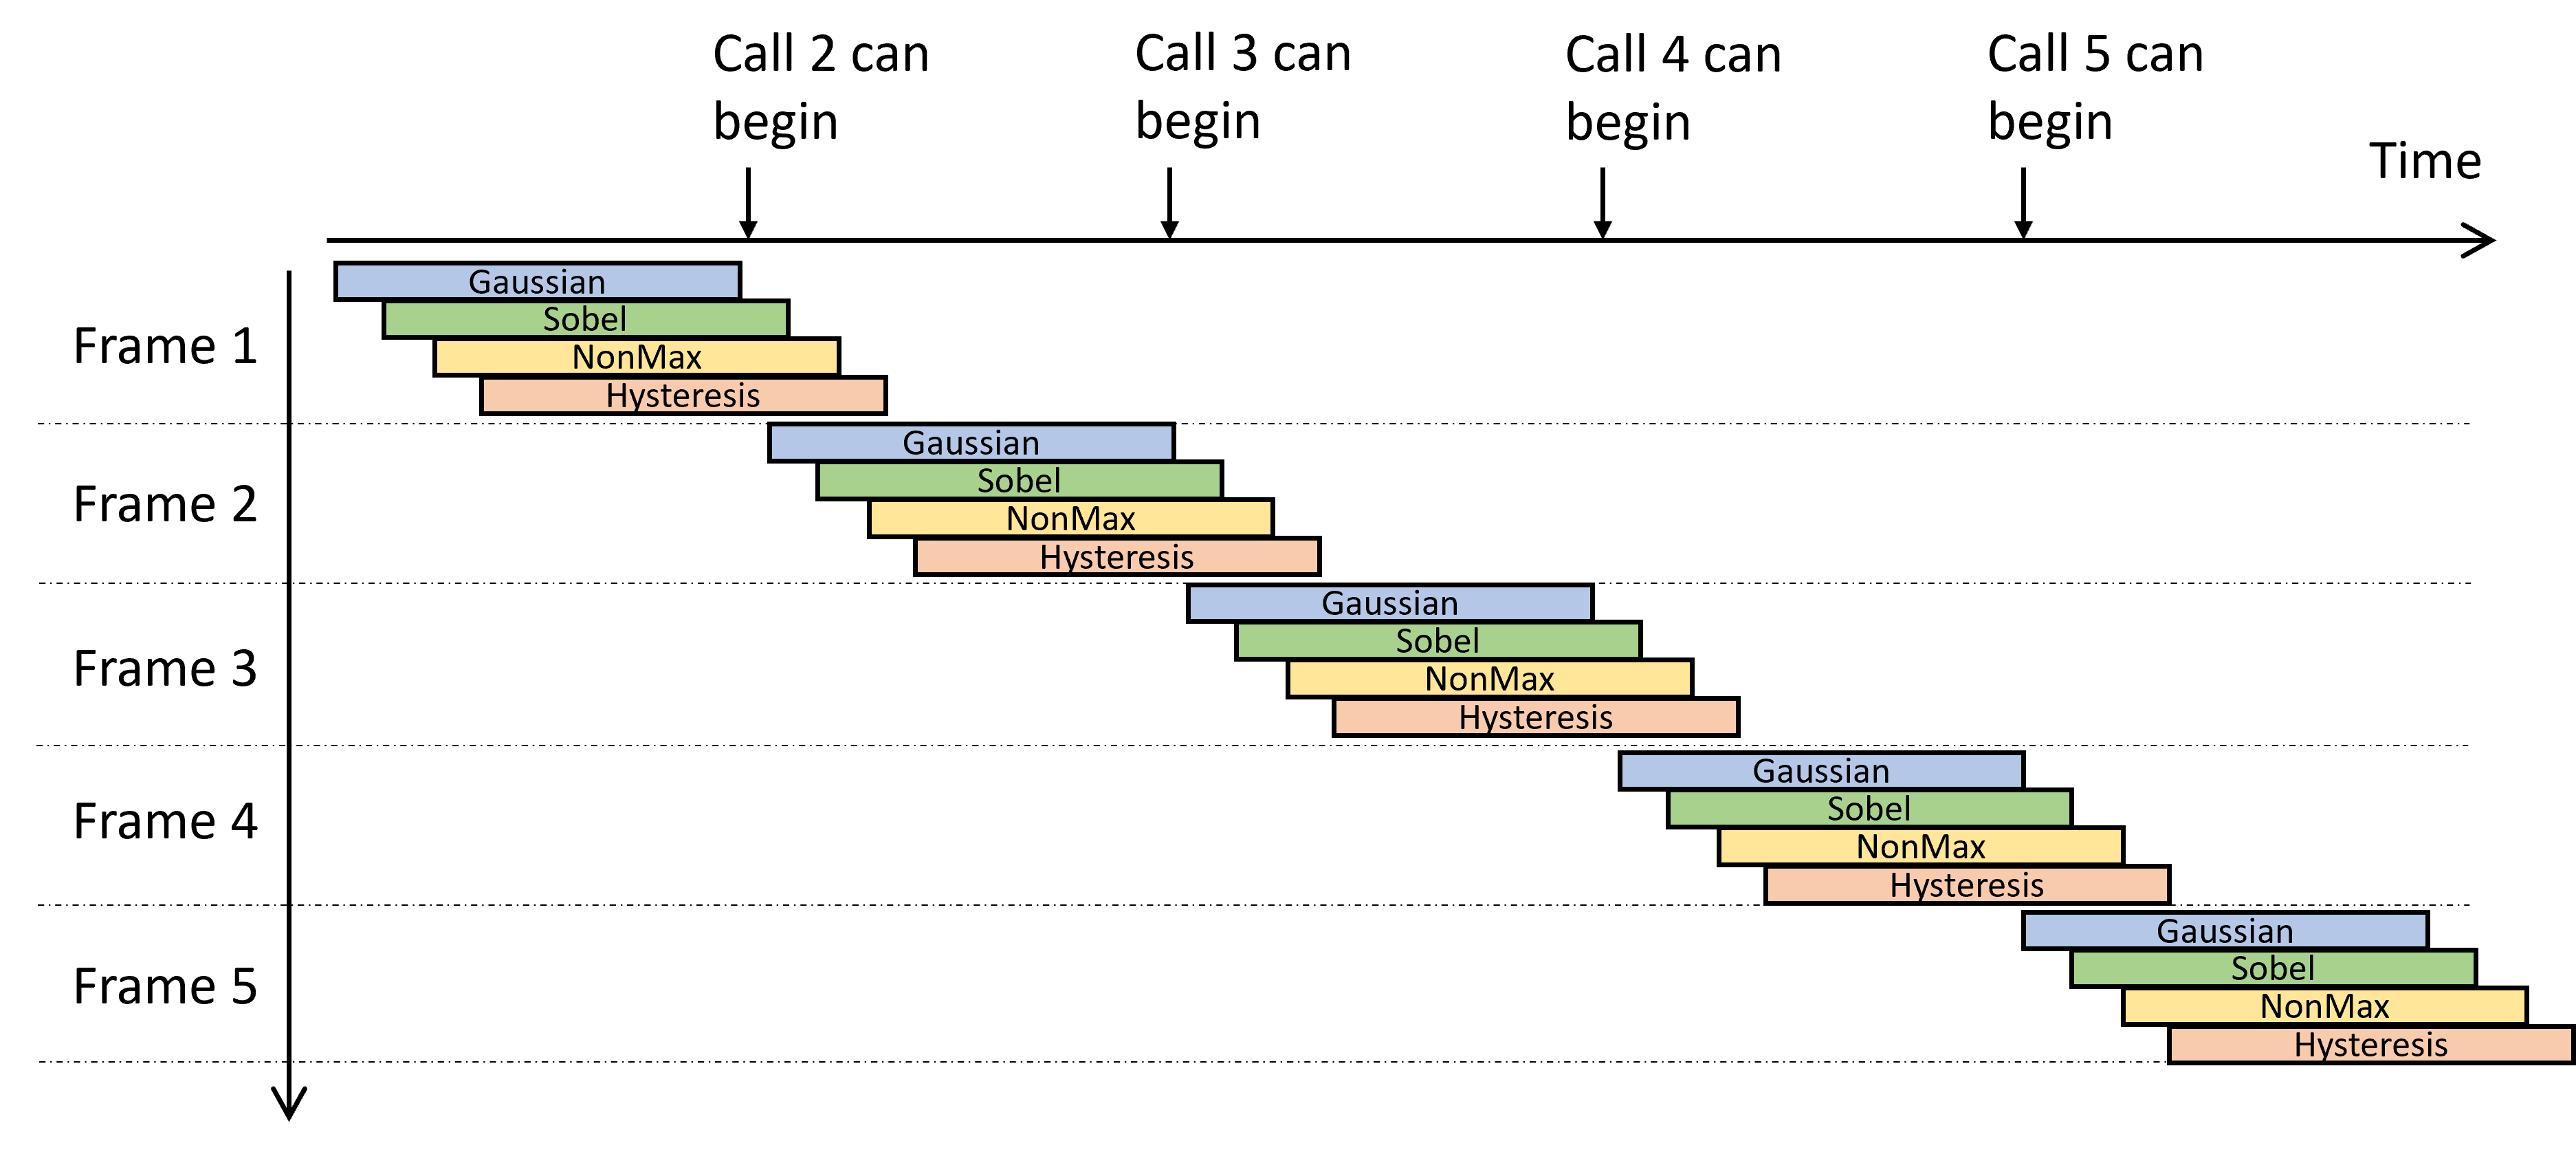 Call 2 can
begin
Call 3 can
begin
Call 4 can
begin
Call 5 can
begin
Time
Frame 1
Gaussian
Sobel
NonMax
Hysteresis
Frame 2
Gaussian
Sobel
NonMax
Hysteresis
Frame 3
Gaussian
Sobel
NonMax
Hysteresis
Frame 4
Gaussian
Sobel
NonMax
Hysteresis
Frame 5
Gaussian
Sobel
NonMax
Hysteresis